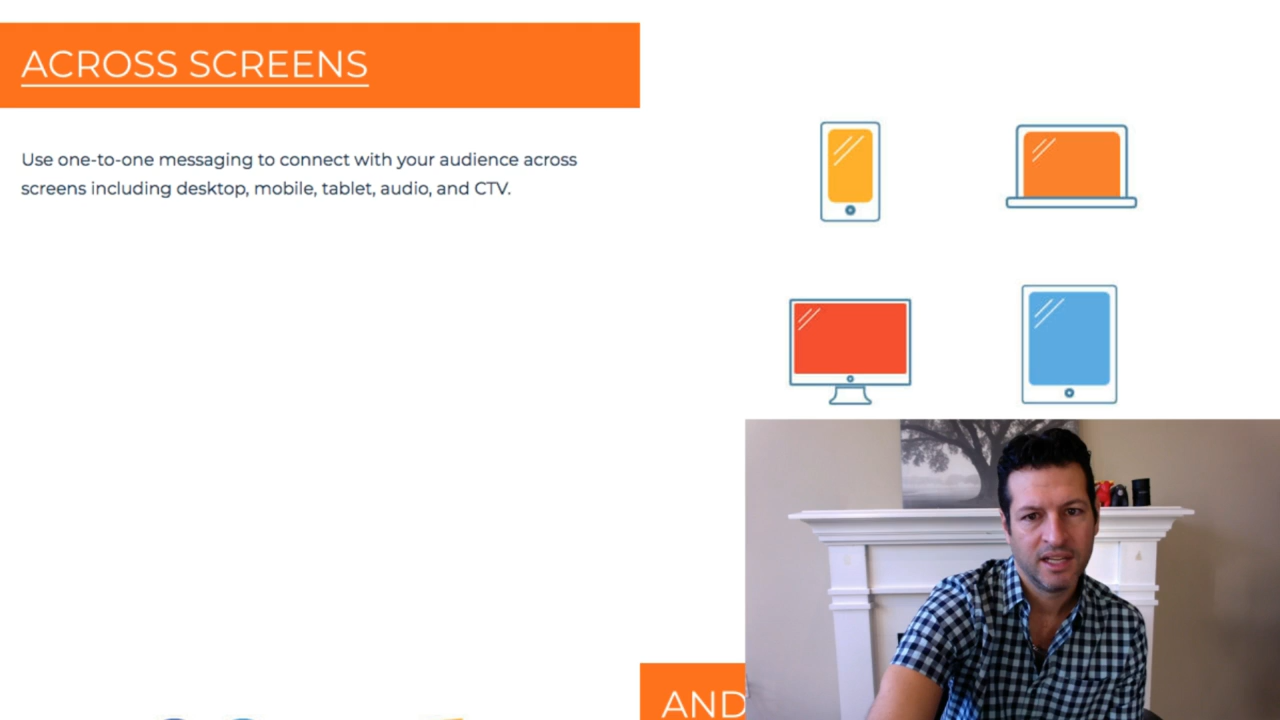 ACROSS SCREENS
Use one-to-one messaging to connect with your audience across
screens including desktop, mobile, tablet, audio, and CTV.
AND